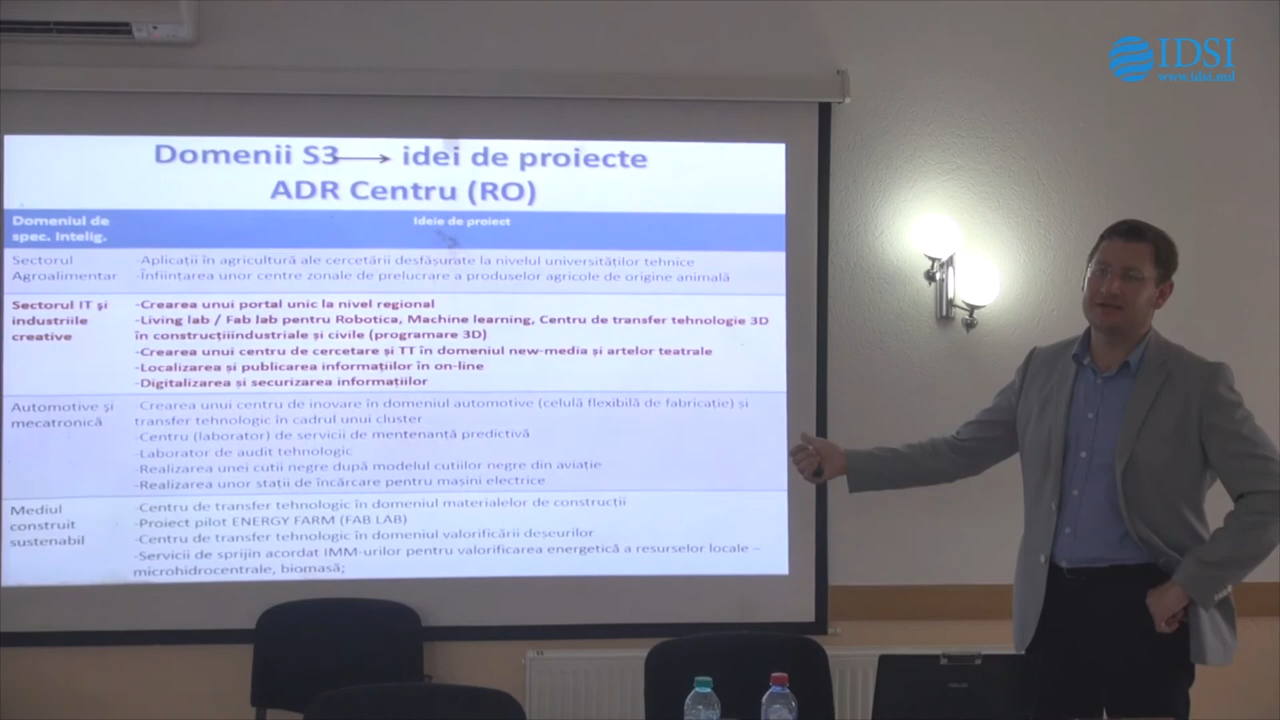 IDSI
www.idsi.md
Domenii S3 → idei de proiecte
ADR Centru (RO)
Domeniul de
spec. Intelig.
Ideie de proiect
Sectorul
Agroalimentar
-Aplicații în agricultură ale cercetării desfășurate la nivelul universităților tehnice
-Înființarea unor centre zonale de prelucrare a produselor agricole de origine animală
Sectorul IT și
industriile
creative
-Crearea unui portal unic la nivel regional
-Living lab / Fab lab pentru Robotica, Machine learning, Centru de transfer tehnologie 3D
în construcțiiindustriale și civile (programare 3D)
-Crearea unui centru de cercetare și TT în domeniul new-media și artelor teatrale
-Localizarea și publicarea informațiilor în on-line
-Digitalizarea și securizarea informațiilor
Automotive și
mecatronică
-Crearea unui centru de inovare în domeniul automotive (celulă flexibilă de fabricație) și
transfer tehnologic în cadrul unui cluster
-Centru (laborator) de servicii de mentenanță predictivă
-Laborator de audit tehnologic
-Realizarea unei cutii negre după modelul cutiilor negre din aviație
-Realizarea unor stații de încărcare pentru mașini electrice
Mediul
construit
sustenabil
-Centru de transfer tehnologic în domeniul materialelor de construcții
-Proiect pilot ENERGY FARM (FAB LAB)
-Centru de transfer tehnologic în domeniul valorificării deșeurilor
-Servicii de sprijin acordat IMM-urilor pentru valorificarea energetică a resurselor locale –
microhidrocentrale, biomasă;